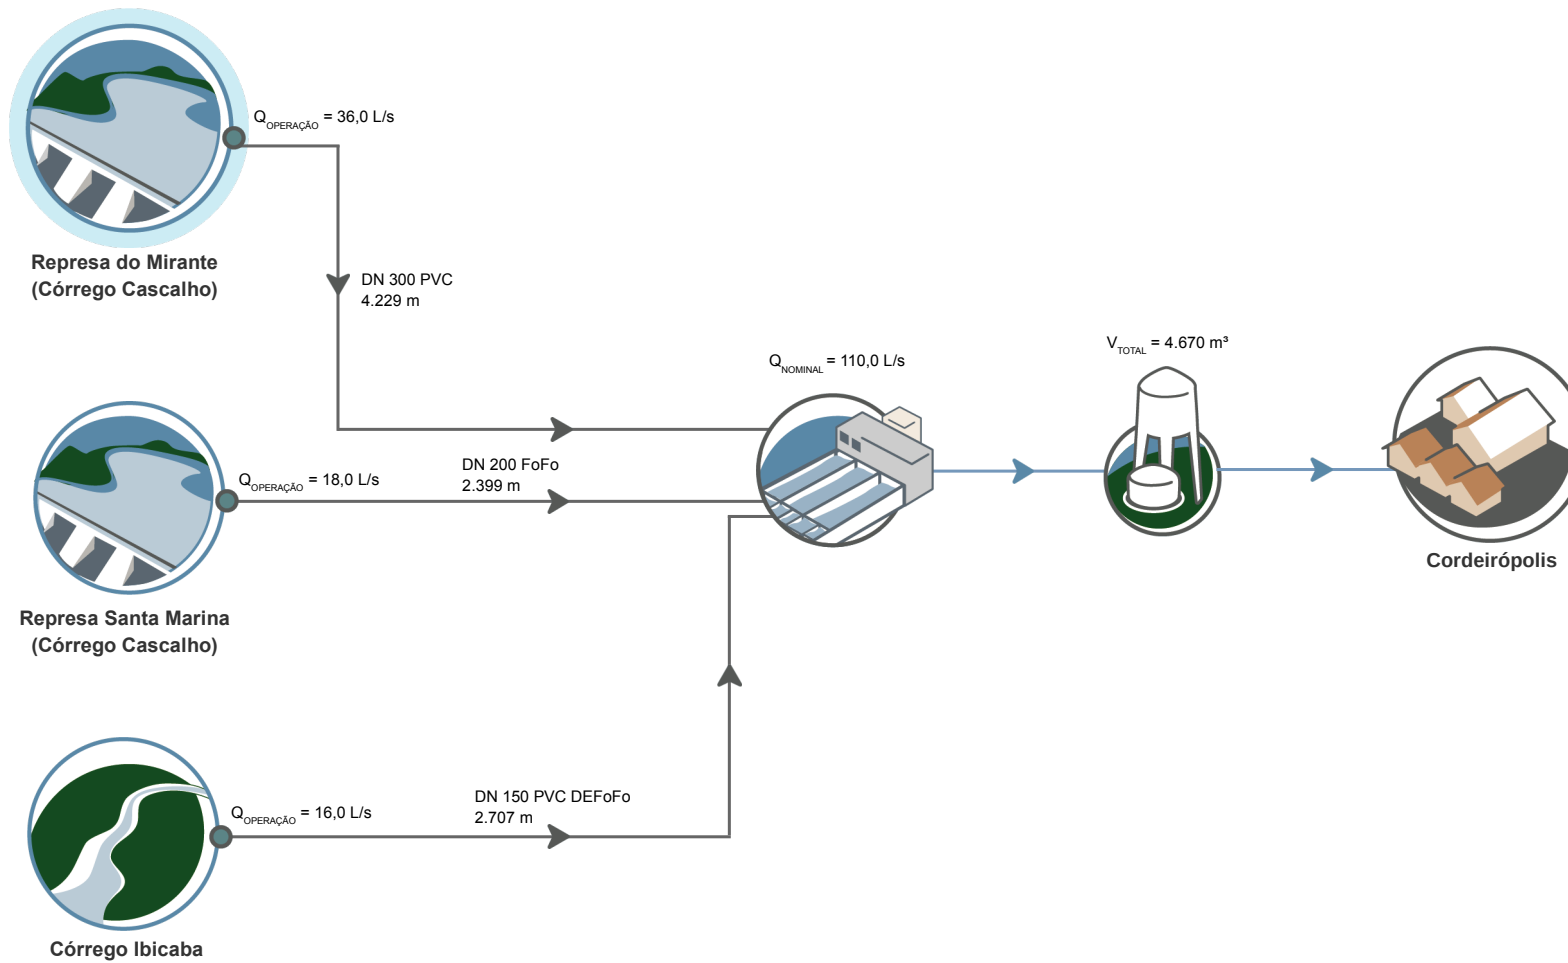 Q OPERAÇÃO = 36,0 L/s
Represa do Mirante
(Córrego Cascalho)
DN 300 PVC
4.229 m
V TOTAL = 4.670 m³
Q NOMINAL = 110,0 L/s
Q OPERAÇÃO = 18,0 L/s
DN 200 FoFo
2.399 m
Cordeirópolis
Represa Santa Marina
(Córrego Cascalho)
Q OPERAÇÃO = 16,0 L/s
DN 150 PVC DEFoFo
2.707 m
Córrego Ibicaba